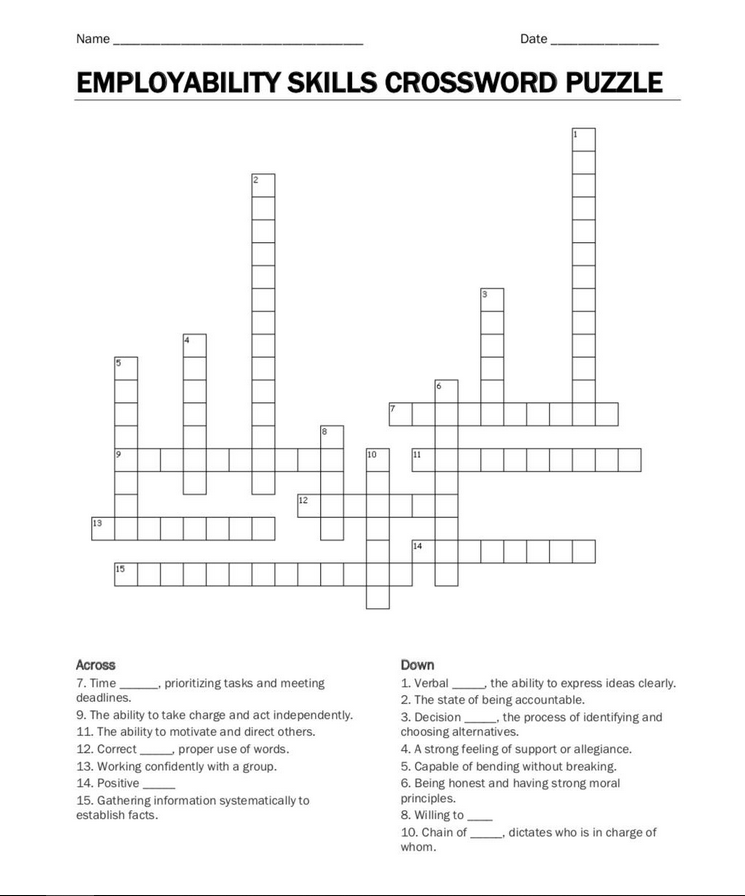 Name ____________________________________ Date ________________
EMPLOYABILITY SKILLS CROSSWORD PUZZLE
1
2
3
4
5
6
7
8
9
10
11
12
13
14
15
Across
7. Time ______, prioritizing tasks and meeting
deadlines.
9. The ability to take charge and act independently.
11. The ability to motivate and direct others.
12. Correct _____, proper use of words.
13. Working confidently with a group.
14. Positive _____
15. Gathering information systematically to
establish facts.
Down
1. Verbal _____, the ability to express ideas clearly.
2. The state of being accountable.
3. Decision _____, the process of identifying and
choosing alternatives.
4. A strong feeling of support or allegiance.
5. Capable of bending without breaking.
6. Being honest and having strong moral
principles.
8. Willing to ____
10. Chain of _____, dictates who is in charge of
whom.